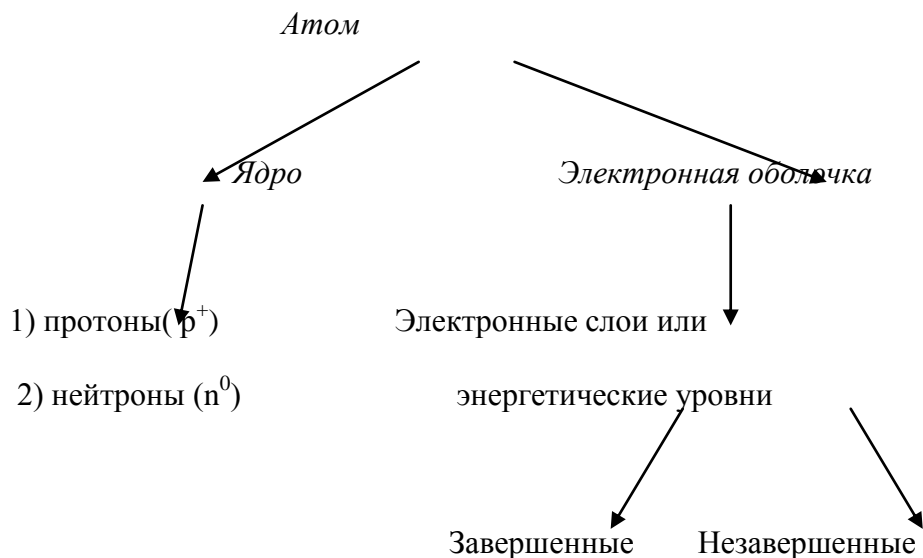 Атом
Ядро Электронная оболочка
1) протоны( p⁺) Электронные слои или
2) нейтроны (n⁰) энергетические уровни
Завершенные Незавершенные